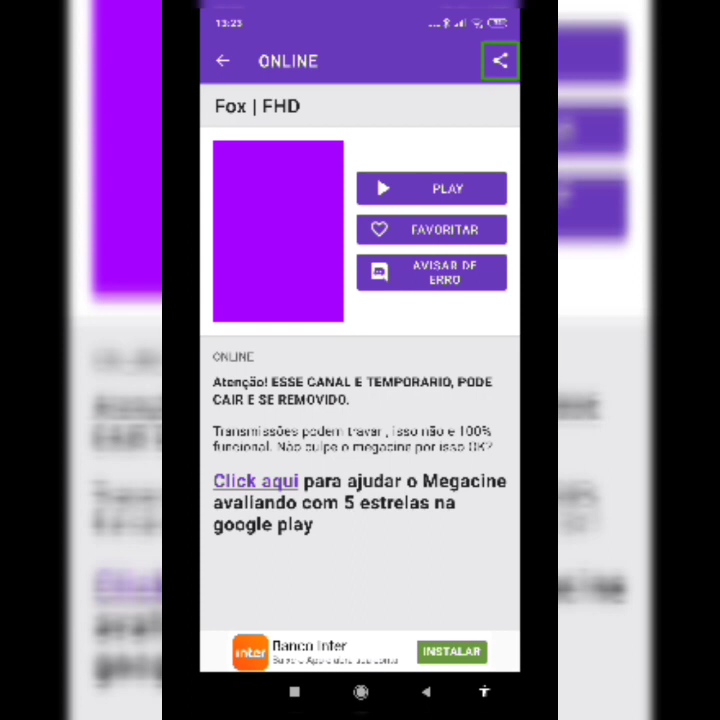 13:23
ONLINE
Fox | FHD
PLAY
FAVORITAR
AVISAR DE
ERRO
ONLINE
Atenção! ESSE CANAL E TEMPORARIO, PODE
CAIR E SE REMOVIDO.
Transmissões podem travar, isso não e 100%
funcional. Não culpe o megacine por isso OK?
Click aqui para ajudar o Megacine
avaliando com 5 estrelas na
google play
inter
Banco Inter
INSTALAR